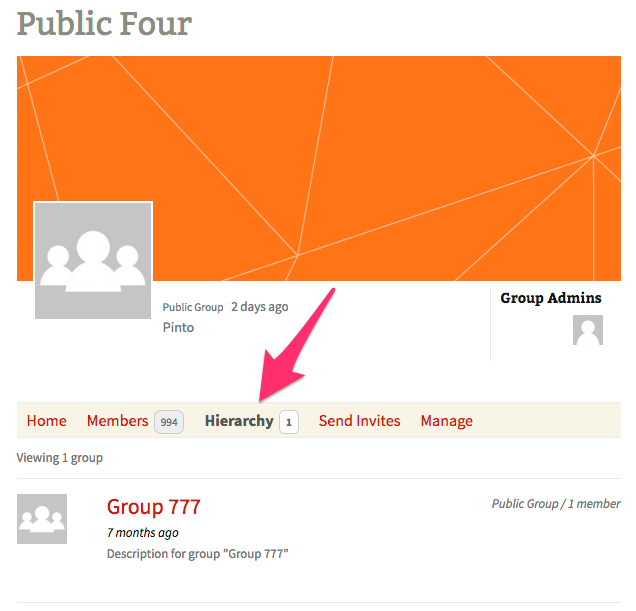 Public Four
Public Group 2 days ago
Pinto
Group Admins
Home Members 994 Hierarchy 1 Send Invites Manage
Viewing 1 group
Group 777 Public Group / 1 member
7 months ago
Description for group ”Group 777”